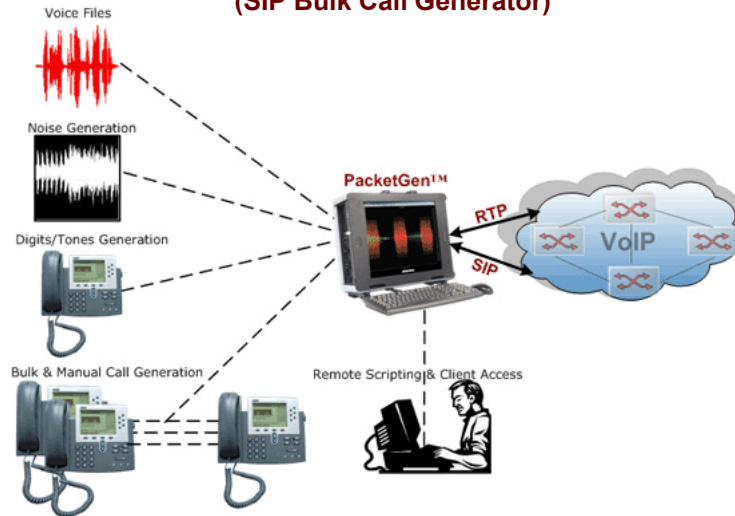 (SIP Bulk Call Generator)
Voice Files
Noise Generation
PacketGen™
RTP
Digits/Tones Generation
VoIP
SIP
Bulk & Manual Call Generation
Remote Scripting & Client Access